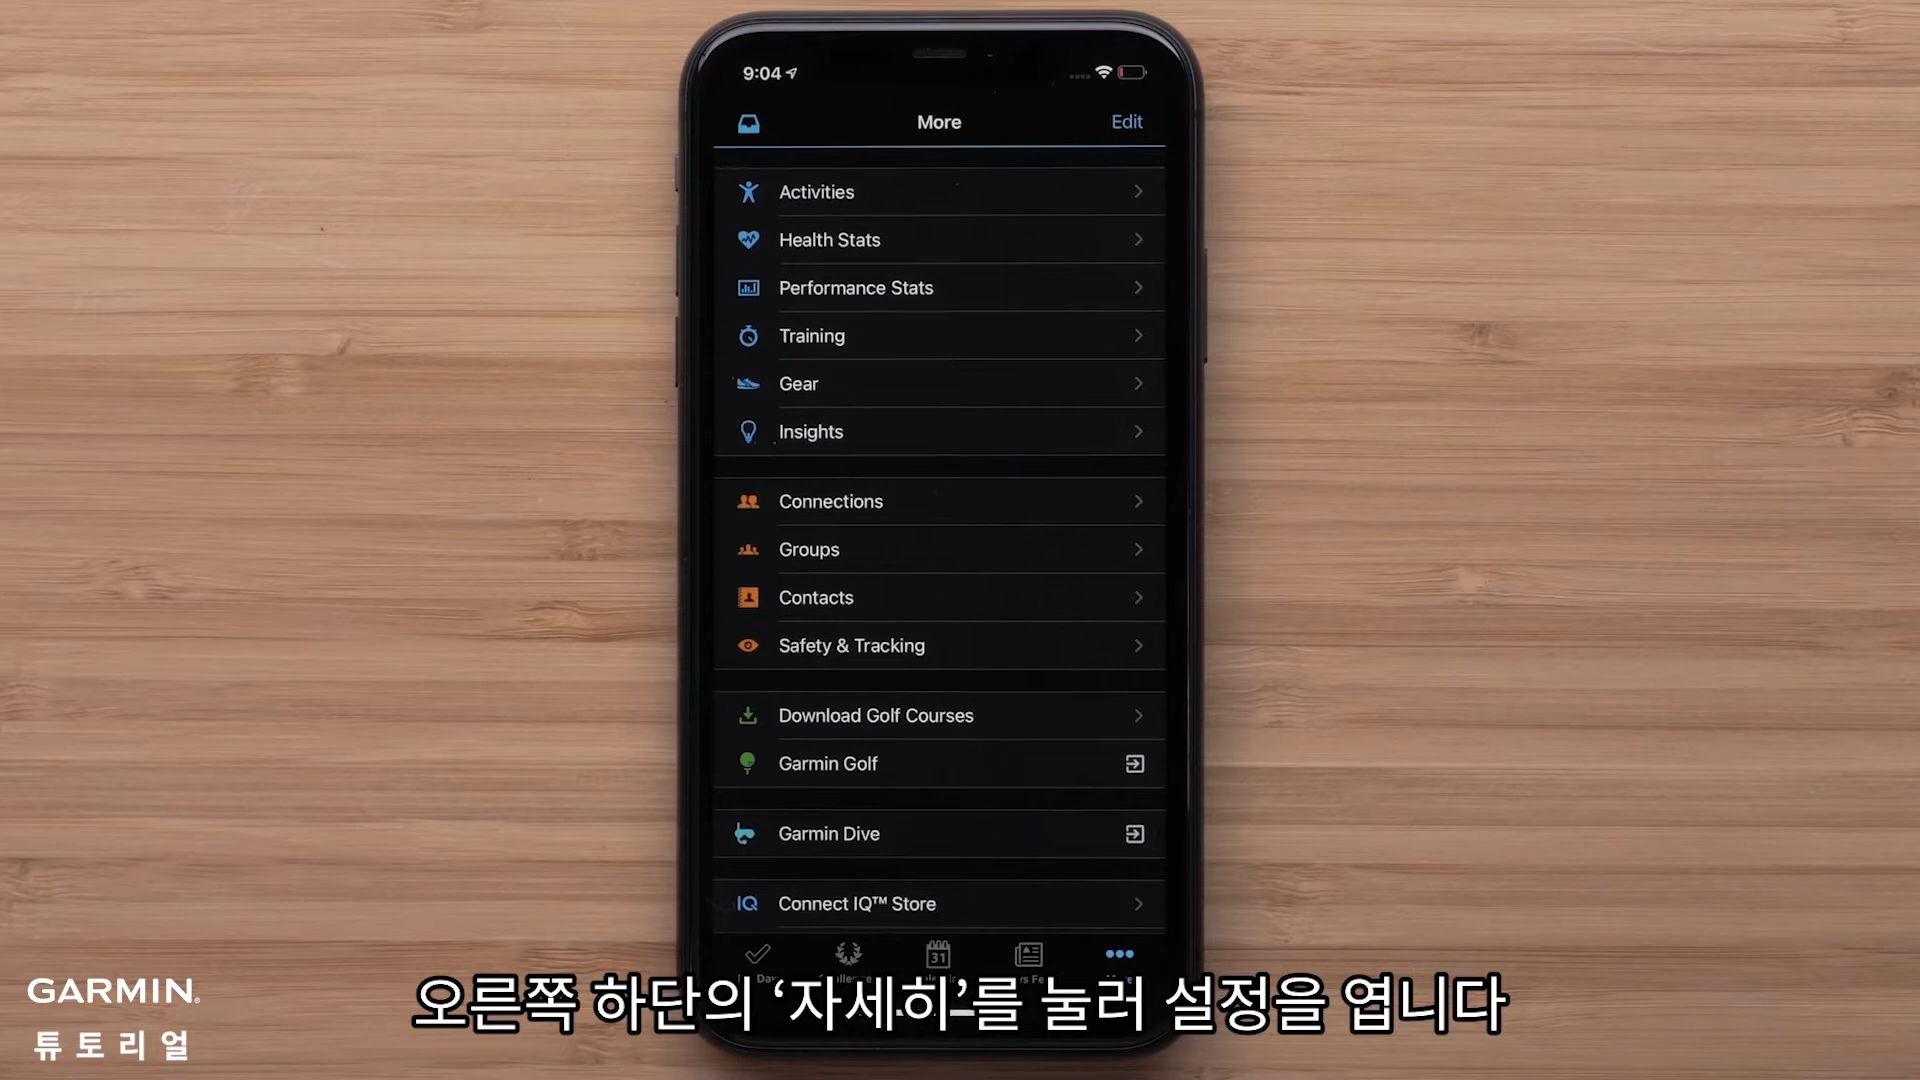 9:04
More
Edit
Activities
Health Stats
Performance Stats
Training
Gear
Insights
Connections
Groups
Contacts
Safety & Tracking
Download Golf Courses
Garmin Golf
Garmin Dive
IQ Connect IQ™ Store
31
오른쪽 하단의 ‘자세히’를 눌러 설정을 엽니다
GARMIN.
튜토리얼